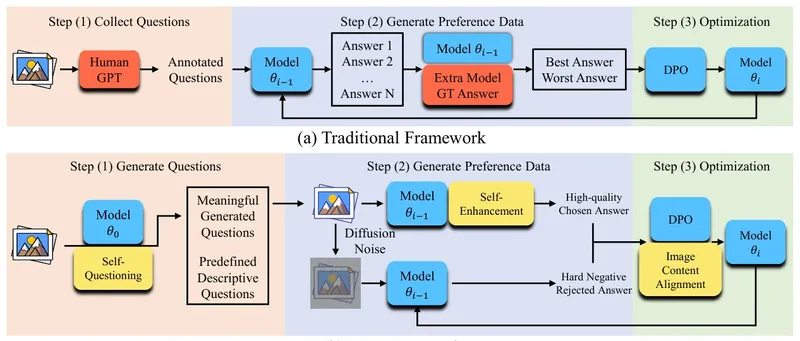 Step (1) Collect Questions
Step (2) Generate Preference Data
Step (3) Optimization
Human
GPT
Annotated
Questions
Model
θi−1
Answer 1
Answer 2
…
Answer N
Model θi−1
Extra Model
GT Answer
Best Answer
Worst Answer
DPO
Model
θi
(a) Traditional Framework
Step (1) Generate Questions
Step (2) Generate Preference Data
Step (3) Optimization
Model
θ0
Self-
Questioning
Meaningful
Generated
Questions
Predefined
Descriptive
Questions
Diffusion
Noise
Model
θi−1
Self-
Enhancement
High-quality
Chosen Answer
Model
θi−1
Hard Negative
Rejected Answer
DPO
Image
Content
Alignment
Model
θi